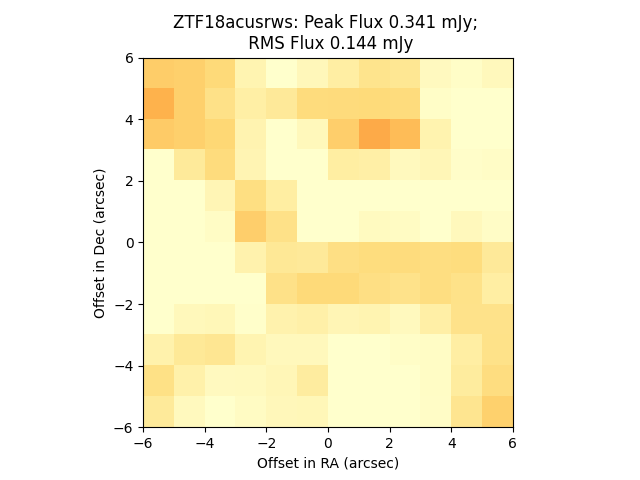 ZTF18acusrws: Peak Flux 0.341 mJy;
RMS Flux 0.144 mJy
6
4
2
0
−2
−4
−6
Offset in Dec (arcsec)
−6 −4 −2 0 2 4 6
Offset in RA (arcsec)